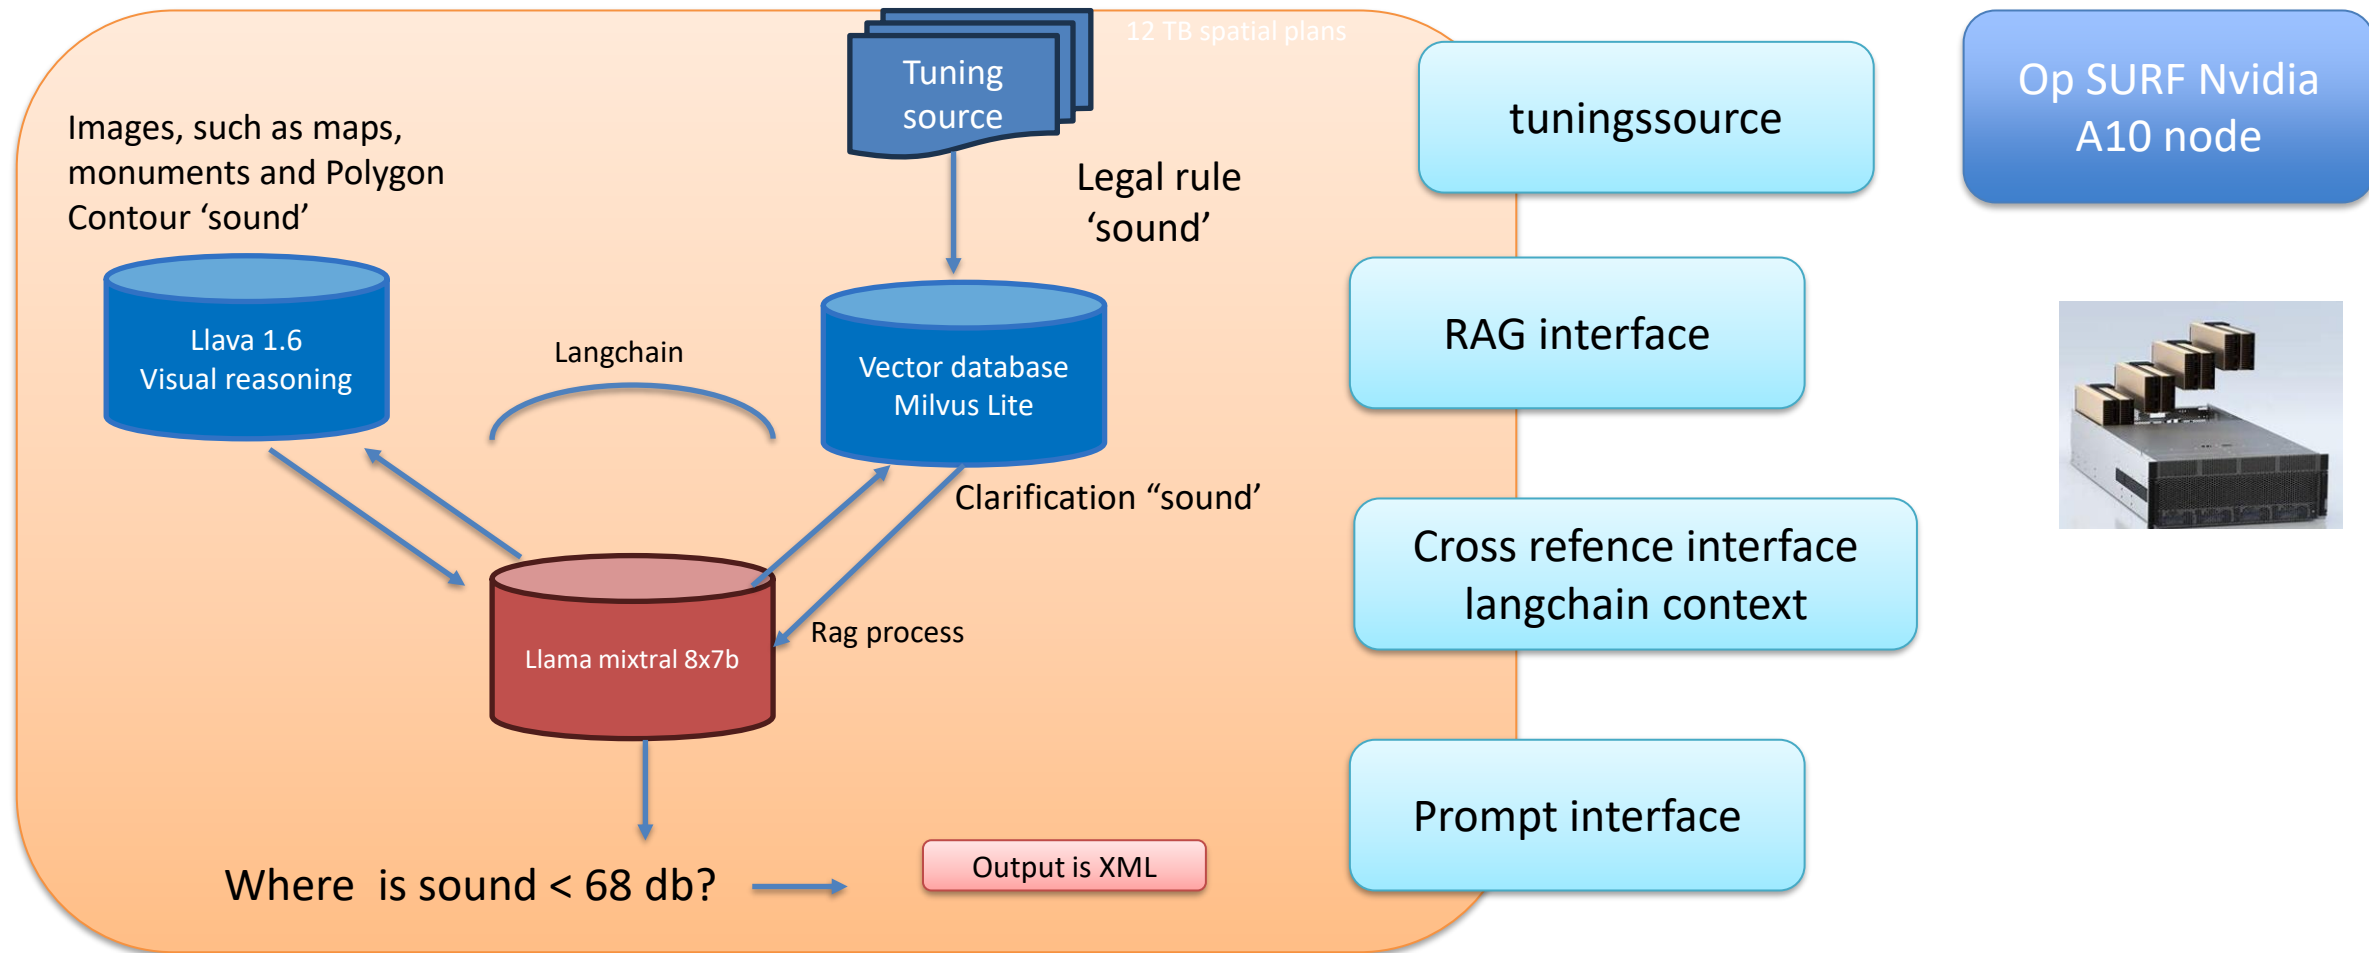 12 TB spatial plans
Tuning
source
tuningssource
Op SURF Nvidia
A10 node
Images, such as maps,
monuments and Polygon
Contour ‘sound’
Legal rule
‘sound’
Llava 1.6
Visual reasoning
Langchain
Vector database
Milvus Lite
RAG interface
Clarification “sound’
Cross refence interface
langchain context
Rag process
Llama mixtral 8x7b
Prompt interface
Where  is sound < 68 db?
Output is XML